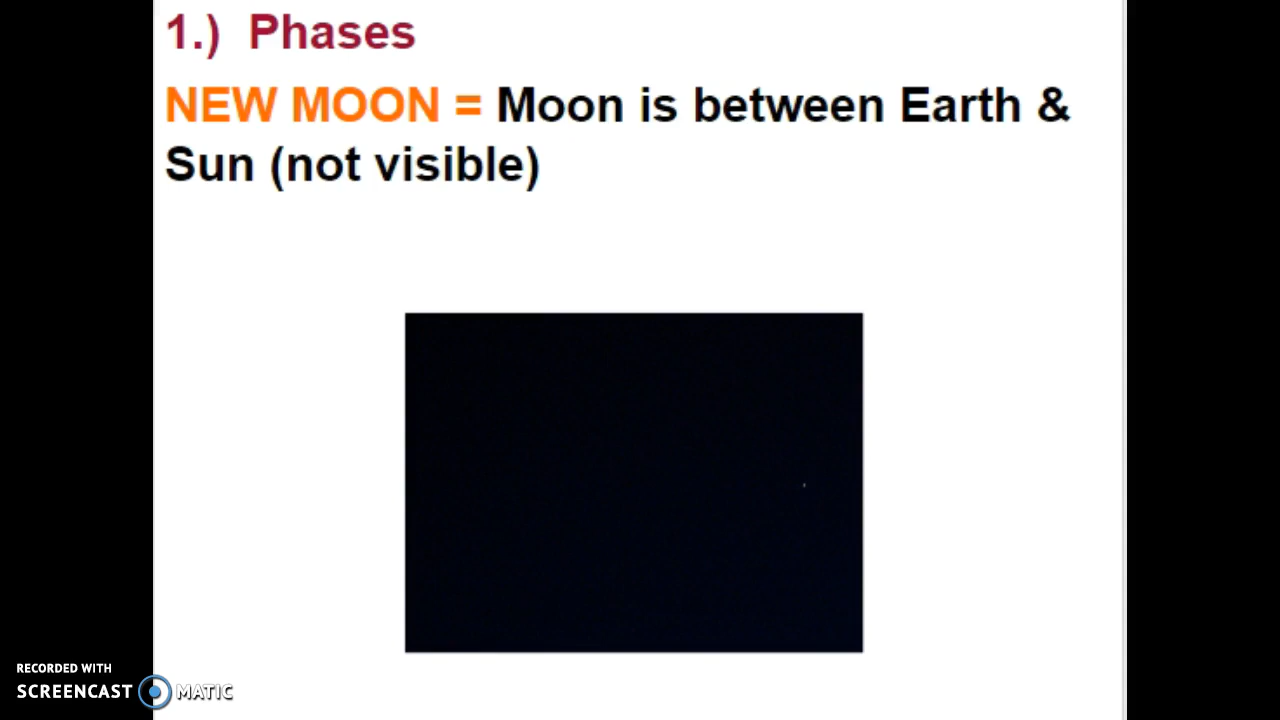 1.) Phases
NEW MOON = Moon is between Earth &
Sun (not visible)
RECORDED WITH
SCREENCAST MATIC